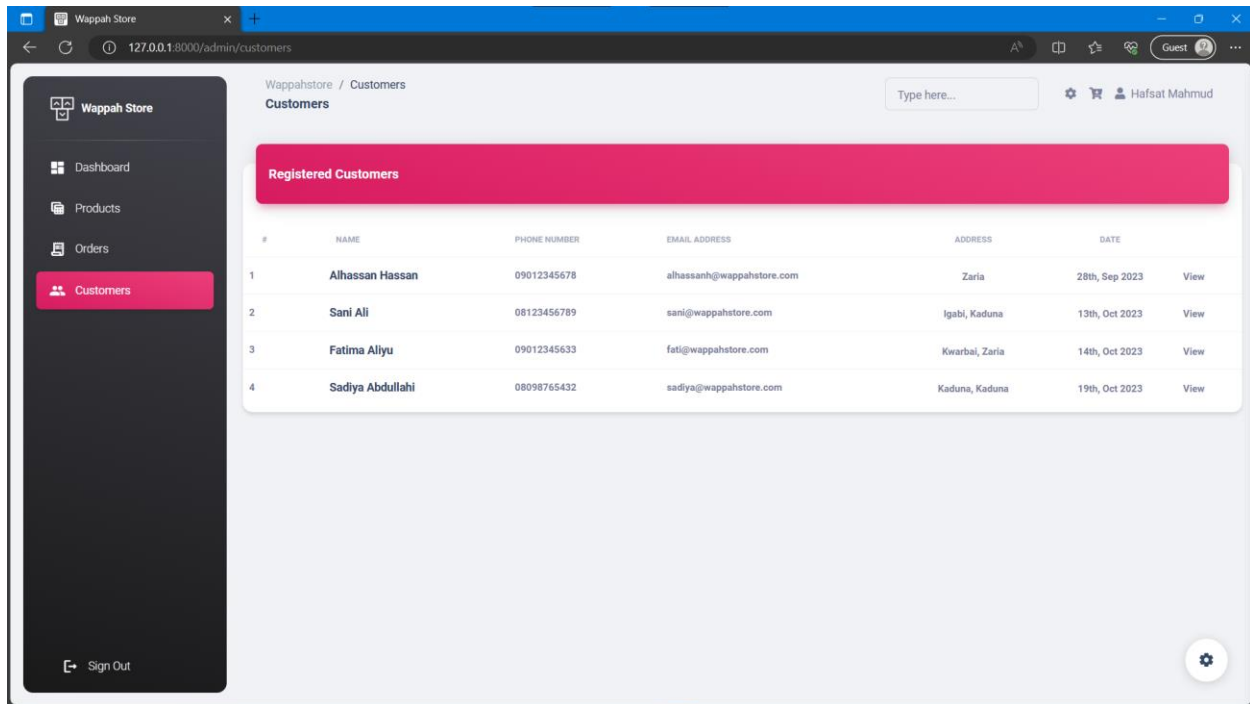 Wappah Store
127.0.0.1:8000/admin/customers
Guest
Wappah Store
Dashboard
Products
Orders
Customers
Sign Out
Wappahstore / Customers
Customers
Type here...
Hafsat Mahmud
Registered Customers
# NAME PHONE NUMBER EMAIL ADDRESS ADDRESS DATE
1 Alhassan Hassan 09012345678 alhassanh@wappahstore.com Zaria 28th, Sep 2023 View
2 Sani Ali 08123456789 sani@wappahstore.com Igabi, Kaduna 13th, Oct 2023 View
3 Fatima Aliyu 09012345633 fati@wappahstore.com Kwarbai, Zaria 14th, Oct 2023 View
4 Sadiya Abdullahi 08098765432 sadiya@wappahstore.com Kaduna, Kaduna 19th, Oct 2023 View